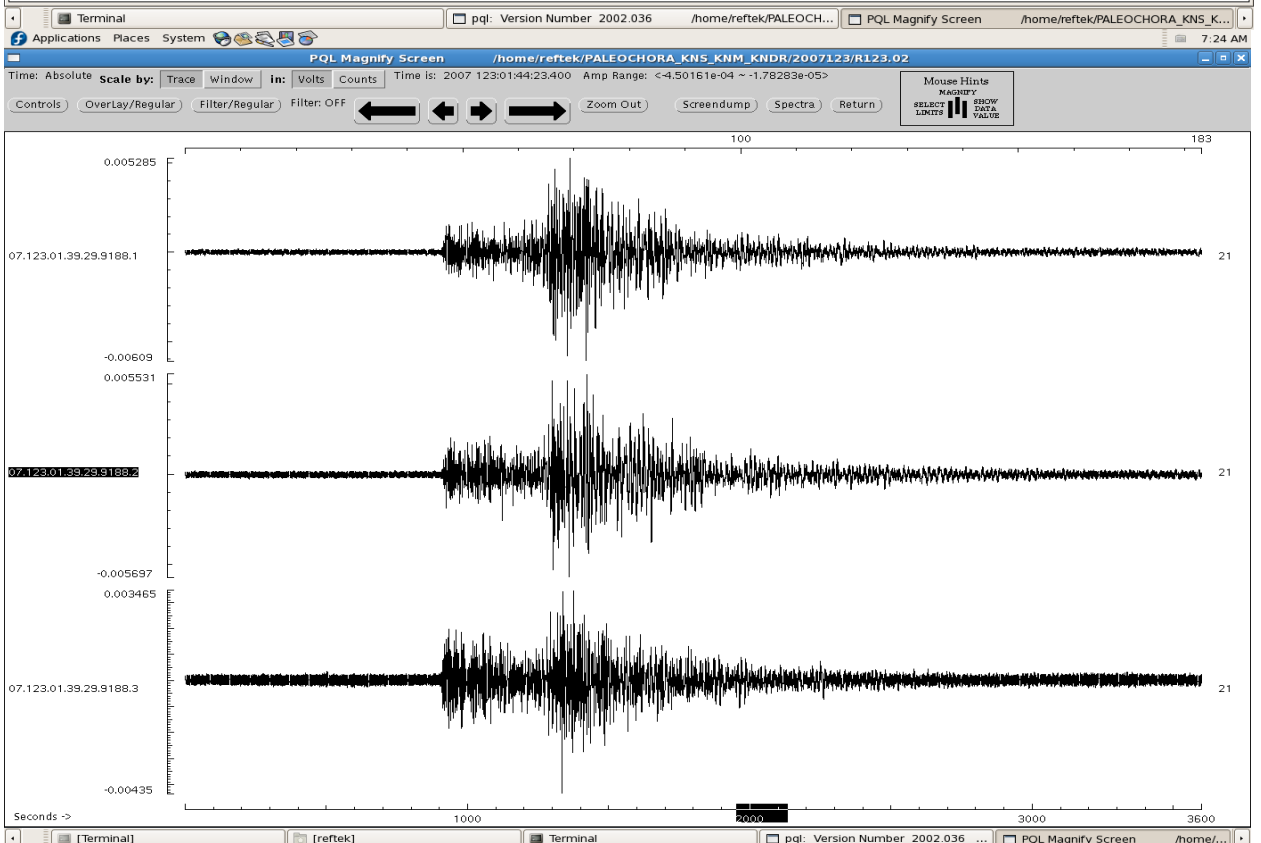 Terminal pql: Version Number 2002.036 /home/reftek/PALEOCH... PQL Magnify Screen /home/reftek/PALEOCHORA_KNS_K...
Applications Places System 7:24 AM
PQL Magnify Screen /home/reftek/PALEOCHORA_KNS_KNM_KNDR/2007123/R123.02
Time: Absolute Scale by: Trace Window in: Volts Counts Time is: 2007 123:01:44:23.400 Amp Range: <-4.50161e-04 ~ -1.78283e-05>
Controls OverLay/Regular Filter/Regular Filter: OFF Zoom Out Screendump Spectra Return
Mouse Hints
MAGNIFY
SELECT LIMITS
SHOW DATA VALUE
100 183
0.005285
07.123.01.39.29.9188.1 21
-0.00609
0.005531
07.123.01.39.29.9188.2 21
-0.005697
0.003465
07.123.01.39.29.9188.3 21
-0.00435
Seconds -> 1000 2000 3000 3600
[Terminal] [reftek] Terminal pql: Version Number 2002.036 ... PQL Magnify Screen /home/...